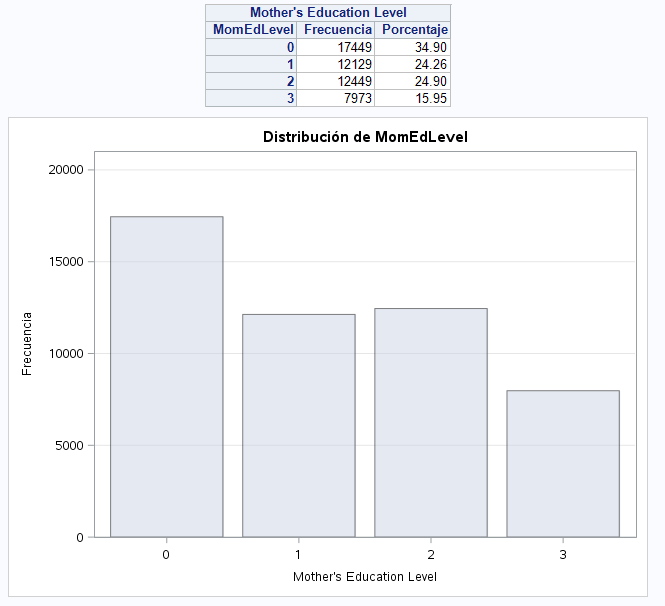 Mother's Education Level
MomEdLevel Frecuencia Porcentaje
0 17449 34.90
1 12129 24.26
2 12449 24.90
3 7973 15.95
Distribución de MomEdLevel
20000
15000
10000
5000
0
Frecuencia
0 1 2 3
Mother's Education Level